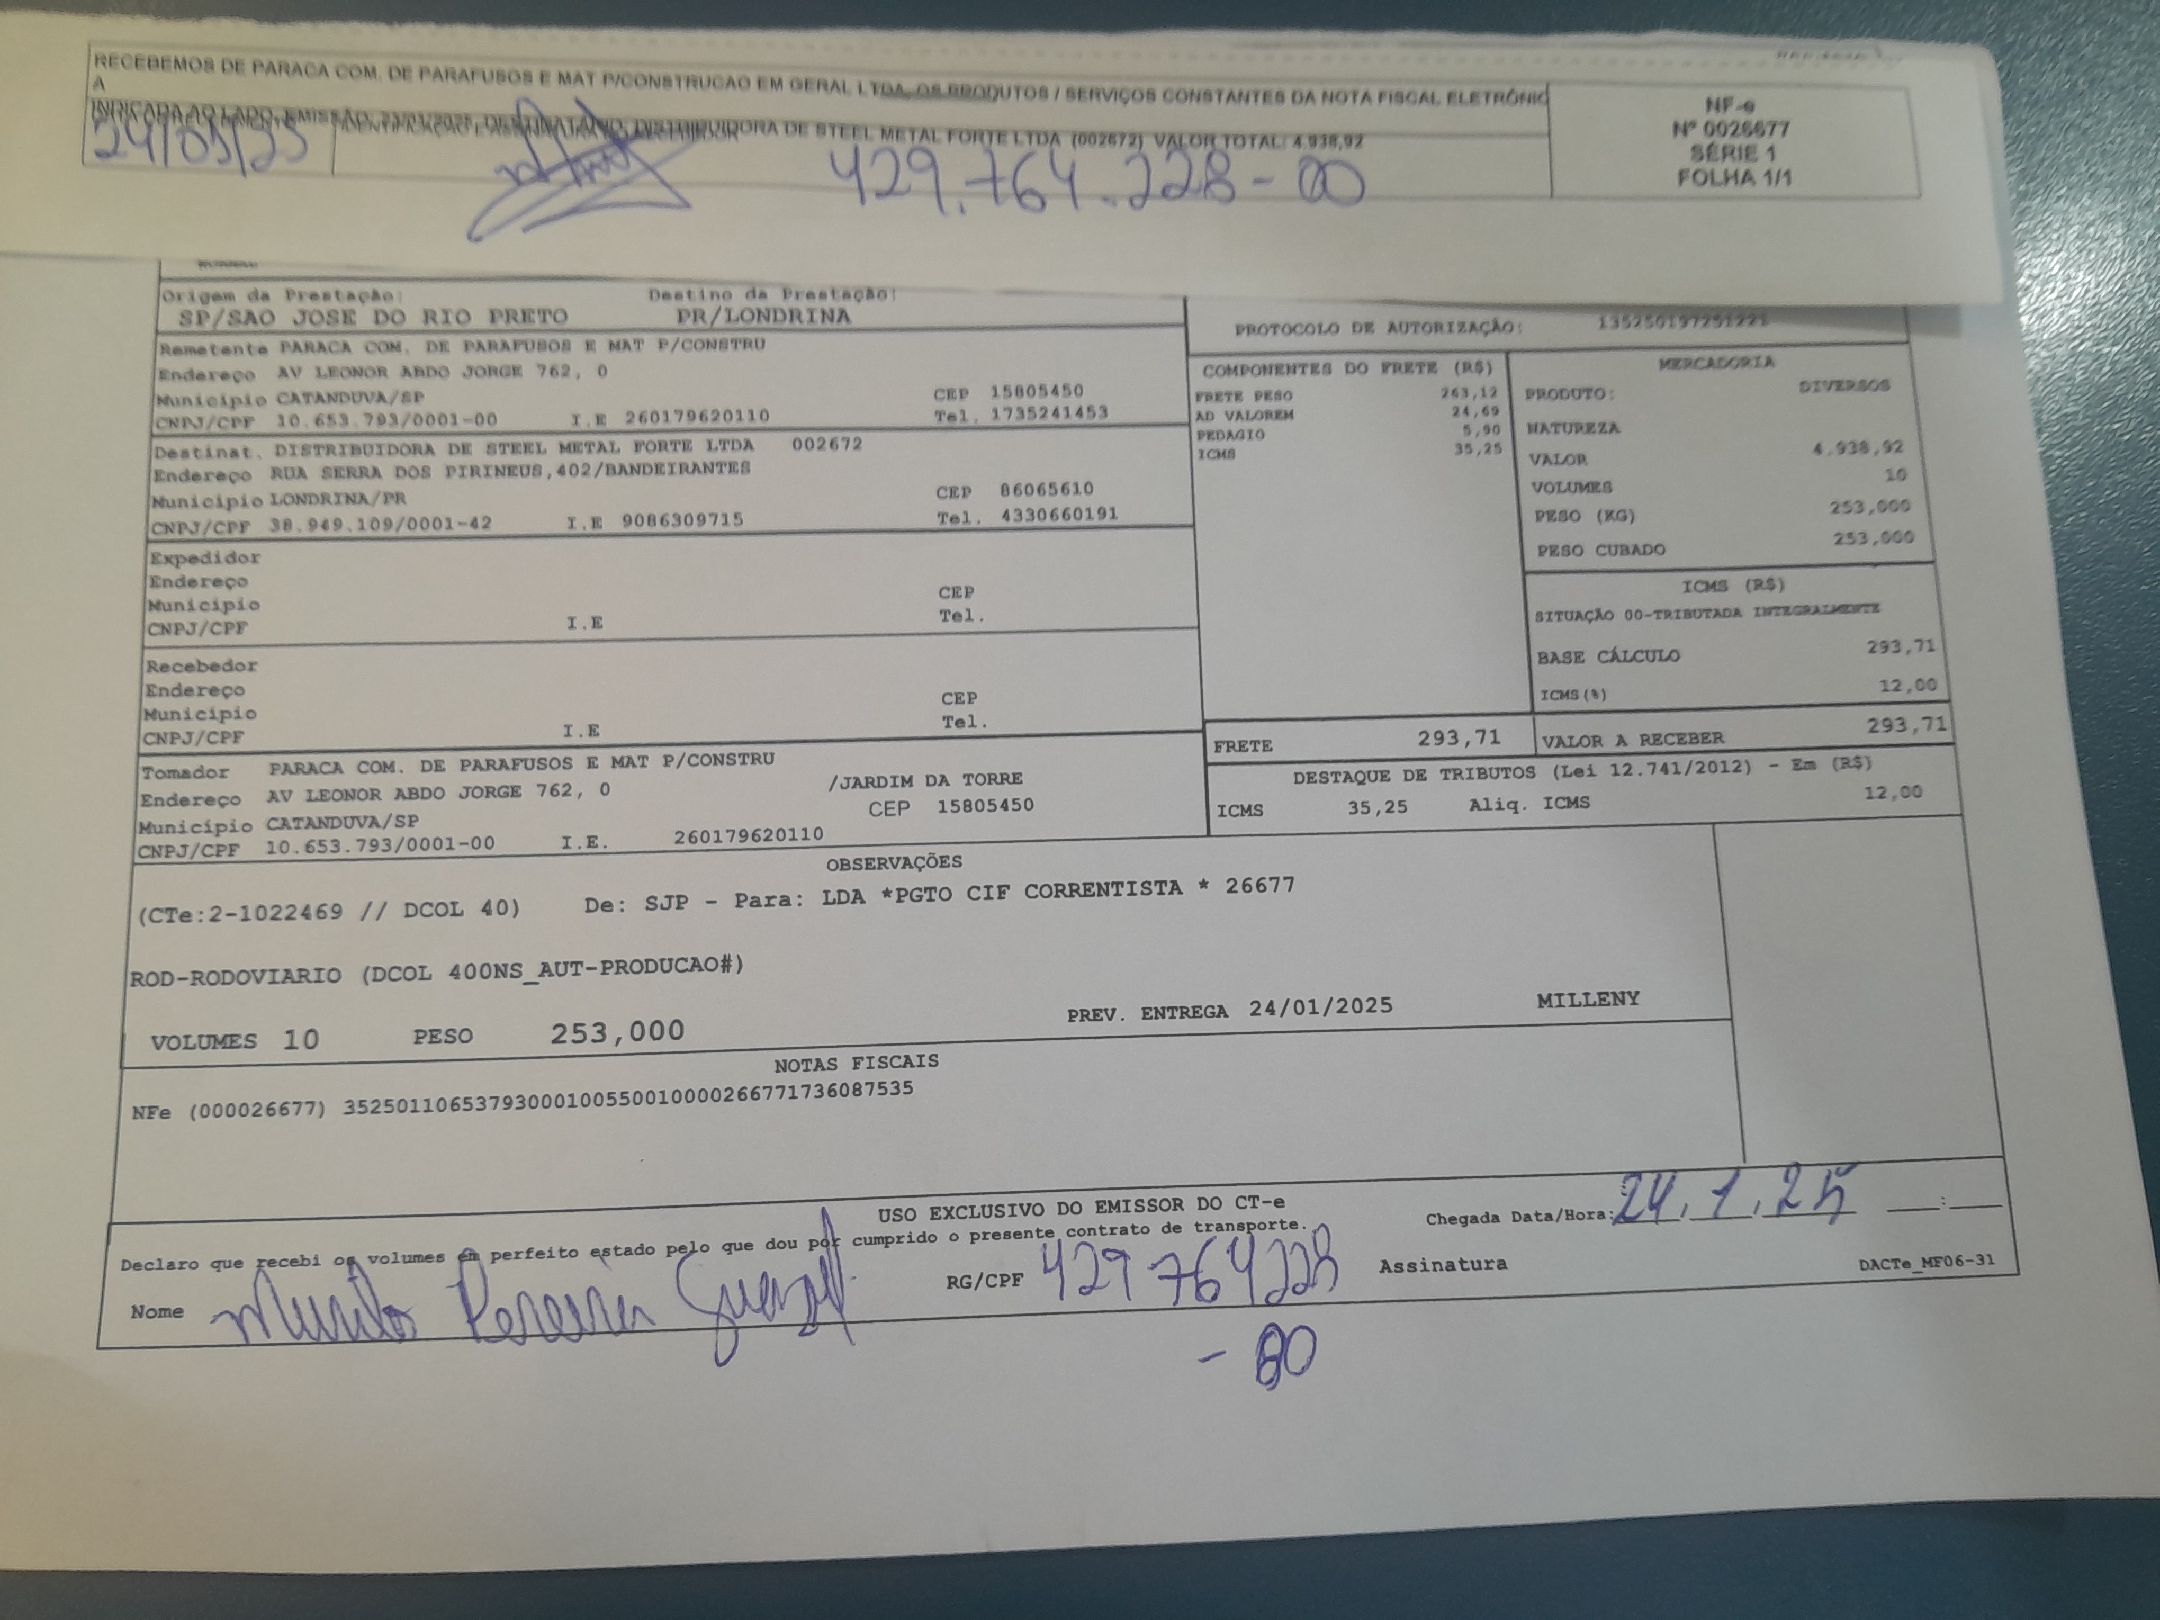 RECEBEMOS DE PARACA COM. DE PARAFUSOS E MAT P/CONSTRUCAO EM GERAL LTDA, OS PRODUTOS / SERVIÇOS CONSTANTES DA NOTA FISCAL ELETRÔNIC
A
INDICADA AO LADO. EMISSÃO: 23/01/2025, DESTINATARIO: DISTRIBUIDORA DE STEEL METAL FORTE LTDA (002672) VALOR TOTAL: 4.938,92
24/01/25
429.764.228-00
NF-e
Nº 0026677
SÉRIE 1
FOLHA 1/1
Origem da Prestação: Destino da Prestação:
SP/SAO JOSE DO RIO PRETO PR/LONDRINA
PROTOCOLO DE AUTORIZAÇÃO: 135250197251221
Remetente PARACA COM. DE PARAFUSOS E MAT P/CONSTRU
Endereço AV LEONOR ABDO JORGE 762, 0
Município CATANDUVA/SP CEP 15805450
CNPJ/CPF 10.653.793/0001-00 I.E 260179620110 Tel. 1735241453
Destinat. DISTRIBUIDORA DE STEEL METAL FORTE LTDA 002672
Endereço RUA SERRA DOS PIRINEUS,402/BANDEIRANTES
Município LONDRINA/PR CEP 86065610
CNPJ/CPF 38.949.109/0001-42 I.E 9086309715 Tel. 4330660191
Expedidor
Endereço
Município CEP
CNPJ/CPF I.E Tel.
Recebedor
Endereço
Município CEP
CNPJ/CPF I.E Tel.
Tomador PARACA COM. DE PARAFUSOS E MAT P/CONSTRU
Endereço AV LEONOR ABDO JORGE 762, 0 /JARDIM DA TORRE
Município CATANDUVA/SP CEP 15805450
CNPJ/CPF 10.653.793/0001-00 I.E. 260179620110
COMPONENTES DO FRETE (R$)
FRETE PESO 263,12
AD VALOREM 24,69
PEDAGIO 5,90
ICMS 35,25
MERCADORIA
PRODUTO: DIVERSOS
NATUREZA
VALOR 4.938,92
VOLUMES 10
PESO (KG) 253,000
PESO CUBADO 253,000
ICMS (R$)
SITUAÇÃO 00-TRIBUTADA INTEGRALMENTE
BASE CÁLCULO 293,71
ICMS(%) 12,00
FRETE 293,71 VALOR A RECEBER 293,71
DESTAQUE DE TRIBUTOS (Lei 12.741/2012) - Em (R$)
ICMS 35,25 Aliq. ICMS 12,00
OBSERVAÇÕES
(CTe:2-1022469 // DCOL 40) De: SJP - Para: LDA *PGTO CIF CORRENTISTA * 26677
ROD-RODOVIARIO (DCOL 400NS_AUT-PRODUCAO#)
VOLUMES 10 PESO 253,000 PREV. ENTREGA 24/01/2025 MILLENY
NOTAS FISCAIS
NFe (000026677) 35250110653793000100550010000266771736087535
USO EXCLUSIVO DO EMISSOR DO CT-e
Declaro que recebi os volumes em perfeito estado pelo que dou por cumprido o presente contrato de transporte. Chegada Data/Hora: 24.1.25 :
Nome Murilo Pereira RG/CPF 429764228 Assinatura DACTe_MF06-31
-00